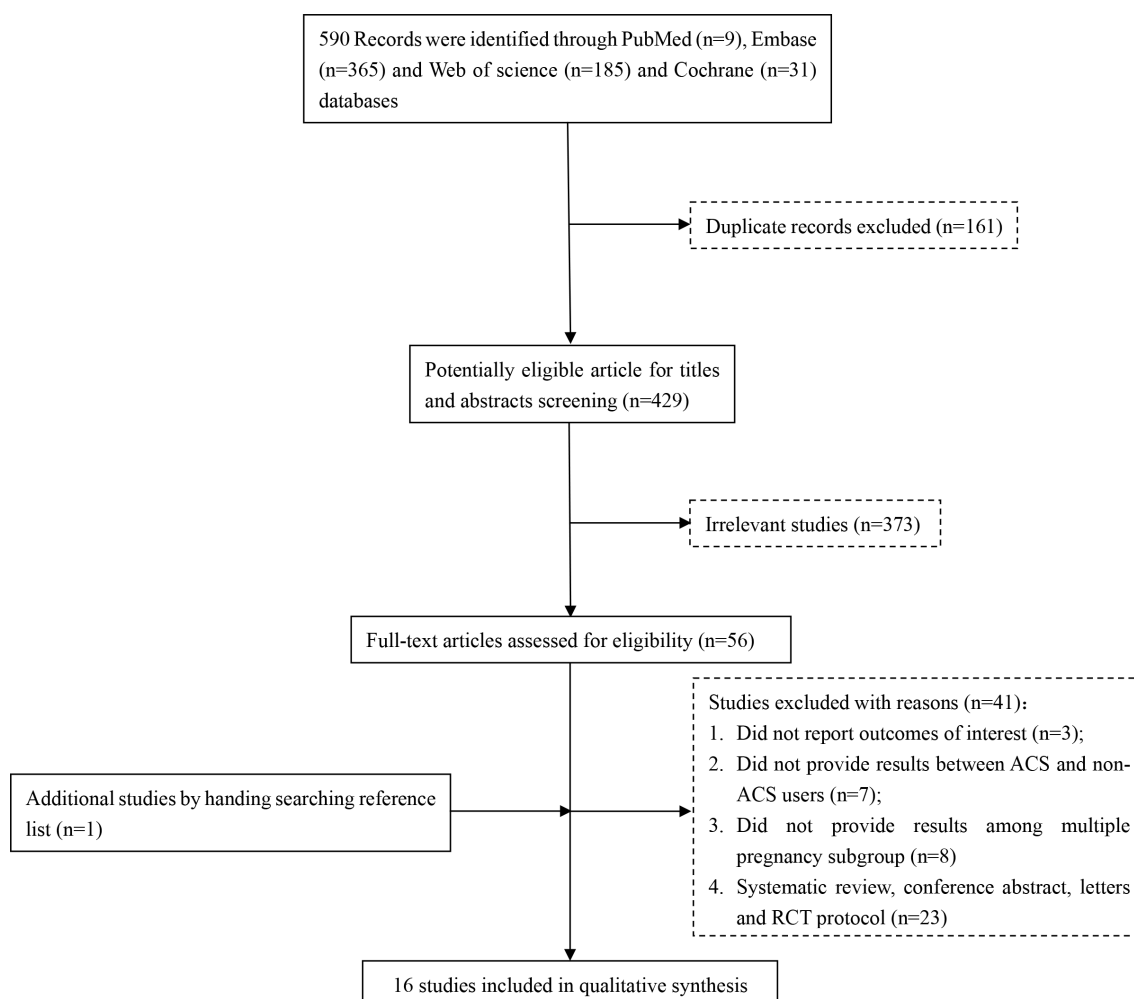 590 Records were identified through PubMed (n=9), Embase
(n=365) and Web of science (n=185) and Cochrane (n=31)
databases
Duplicate records excluded (n=161)
Potentially eligible article for titles
and abstracts screening (n=429)
Irrelevant studies (n=373)
Full-text articles assessed for eligibility (n=56)
Studies excluded with reasons (n=41)：
1. Did not report outcomes of interest (n=3);
2. Did not provide results between ACS and non-
ACS users (n=7);
3. Did not provide results among multiple
pregnancy subgroup (n=8)
4. Systematic review, conference abstract, letters
and RCT protocol (n=23)
Additional studies by handing searching reference
list (n=1)
16 studies included in qualitative synthesis